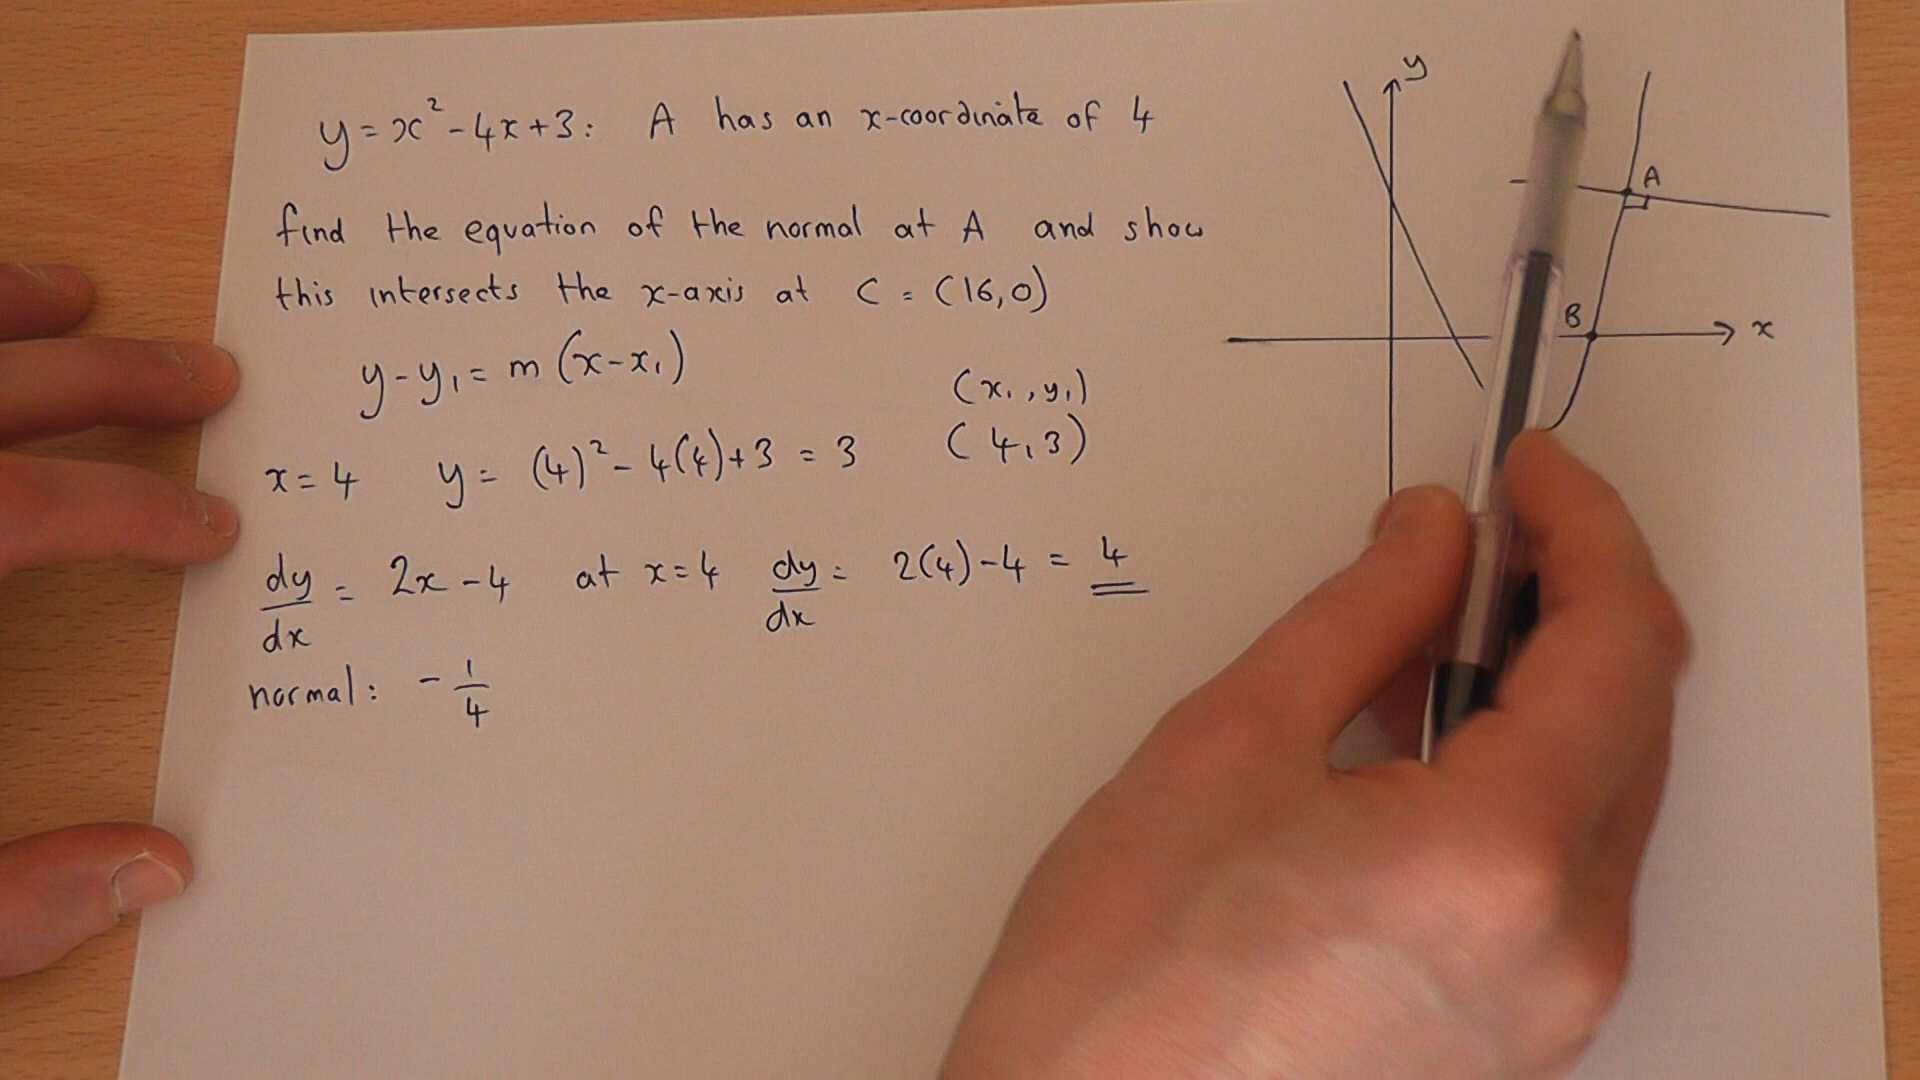 y = x² - 4x + 3 : A has an x-coordinate of 4
find the equation of the normal at A and show
this intersects the x-axis at C = (16,0)
y - y₁ = m (x - x₁)
(x₁, y₁)
x = 4 y = (4)² - 4(4) + 3 = 3 (4,3)
dy/dx = 2x - 4 at x = 4 dy/dx = 2(4) - 4 = 4
normal: - 1/4
y
A
B
x